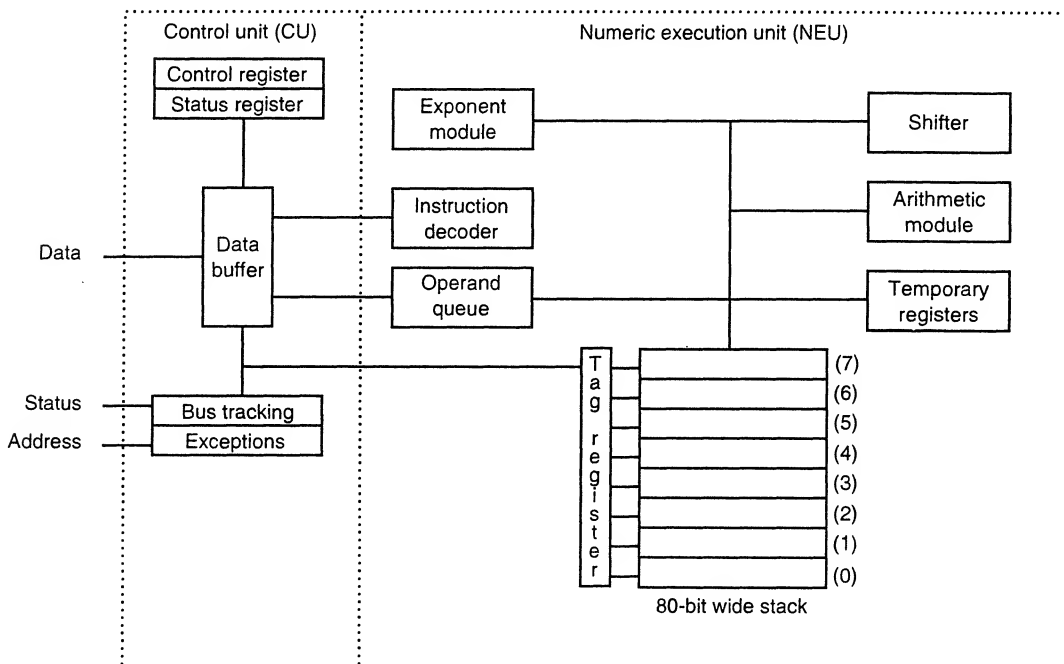 Control unit (CU)
Numeric execution unit (NEU)
Control register
Status register
Exponent
module
Shifter
Instruction
decoder
Arithmetic
module
Data
Data
buffer
Operand
queue
Temporary
registers
Tag register
(7)
(6)
(5)
(4)
(3)
(2)
(1)
(0)
Status
Address
Bus tracking
Exceptions
80-bit wide stack